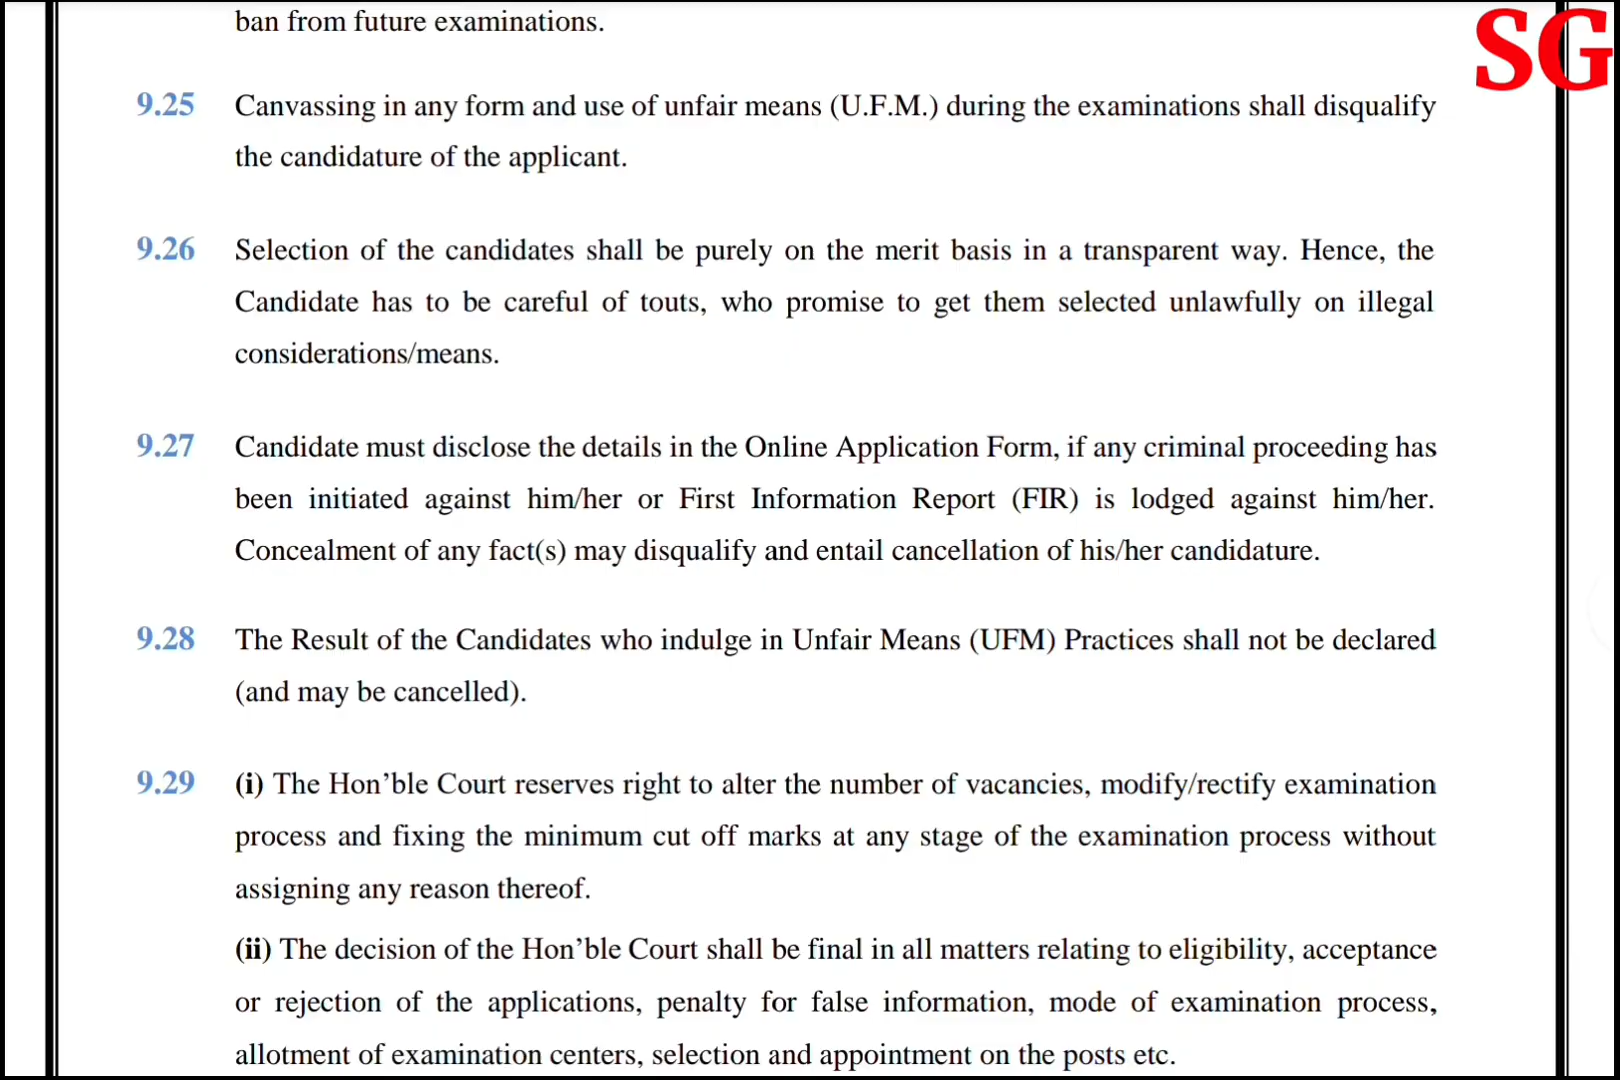 ban from future examinations.
SG
9.25 Canvassing in any form and use of unfair means (U.F.M.) during the examinations shall disqualify
the candidature of the applicant.
9.26 Selection of the candidates shall be purely on the merit basis in a transparent way. Hence, the
Candidate has to be careful of touts, who promise to get them selected unlawfully on illegal
considerations/means.
9.27 Candidate must disclose the details in the Online Application Form, if any criminal proceeding has
been initiated against him/her or First Information Report (FIR) is lodged against him/her.
Concealment of any fact(s) may disqualify and entail cancellation of his/her candidature.
9.28 The Result of the Candidates who indulge in Unfair Means (UFM) Practices shall not be declared
(and may be cancelled).
9.29 (i) The Hon’ble Court reserves right to alter the number of vacancies, modify/rectify examination
process and fixing the minimum cut off marks at any stage of the examination process without
assigning any reason thereof.
(ii) The decision of the Hon’ble Court shall be final in all matters relating to eligibility, acceptance
or rejection of the applications, penalty for false information, mode of examination process,
allotment of examination centers, selection and appointment on the posts etc.